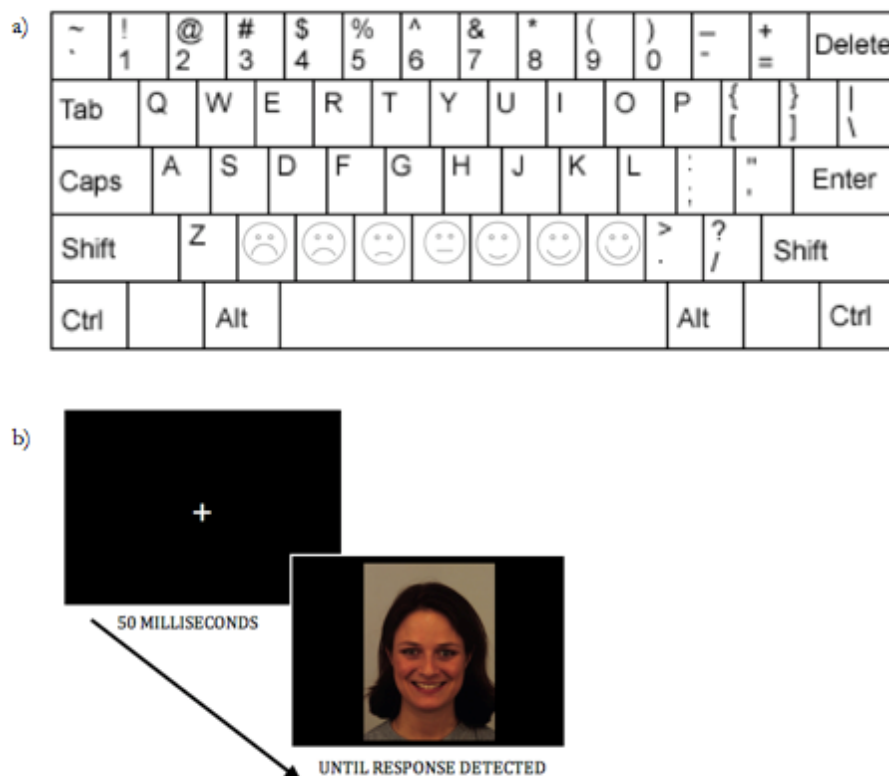 a)
~ ! @ # $ % ^ & * ( ) – +
` 1 2 3 4 5 6 7 8 9 0 - = Delete
Tab Q W E R T Y U I O P { } |
[ ] \
Caps A S D F G H J K L : " Enter
; '
Shift Z > ? Shift
. /
Ctrl Alt Alt Ctrl
b)
+
50 MILLISECONDS
UNTIL RESPONSE DETECTED